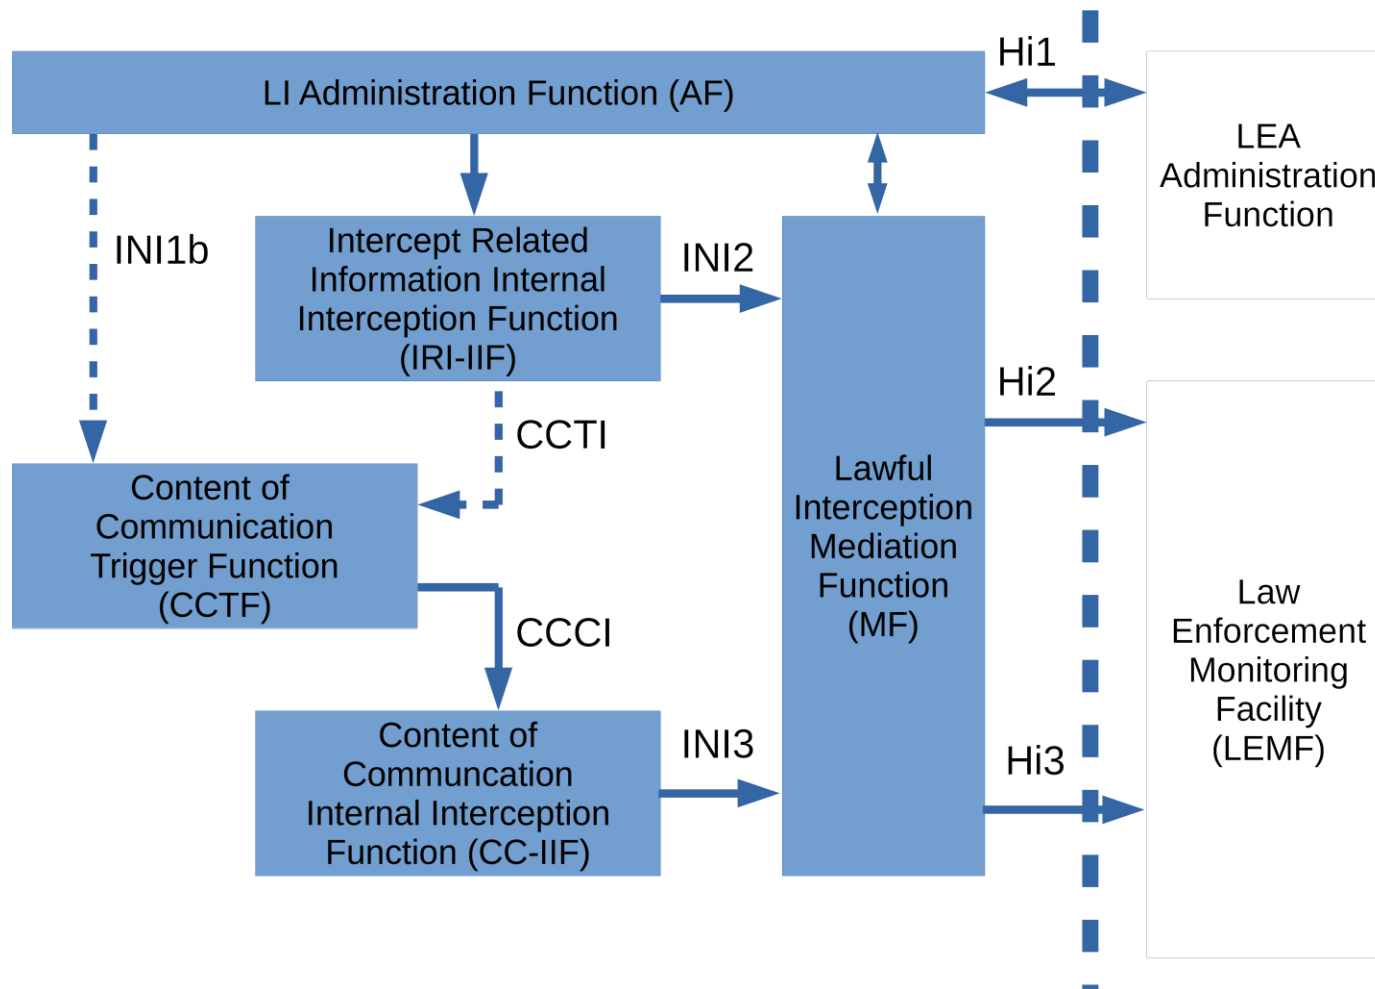 LI Administration Function (AF)
Hi1
LEA
Administration
Function
INI1b
Intercept Related
Information Internal
Interception Function
(IRI-IIF)
INI2
CCTI
Hi2
Content of
Communication
Trigger Function
(CCTF)
Lawful
Interception
Mediation
Function
(MF)
CCCI
Law
Enforcement
Monitoring
Facility
(LEMF)
Content of
Communcation
Internal Interception
Function (CC-IIF)
INI3
Hi3